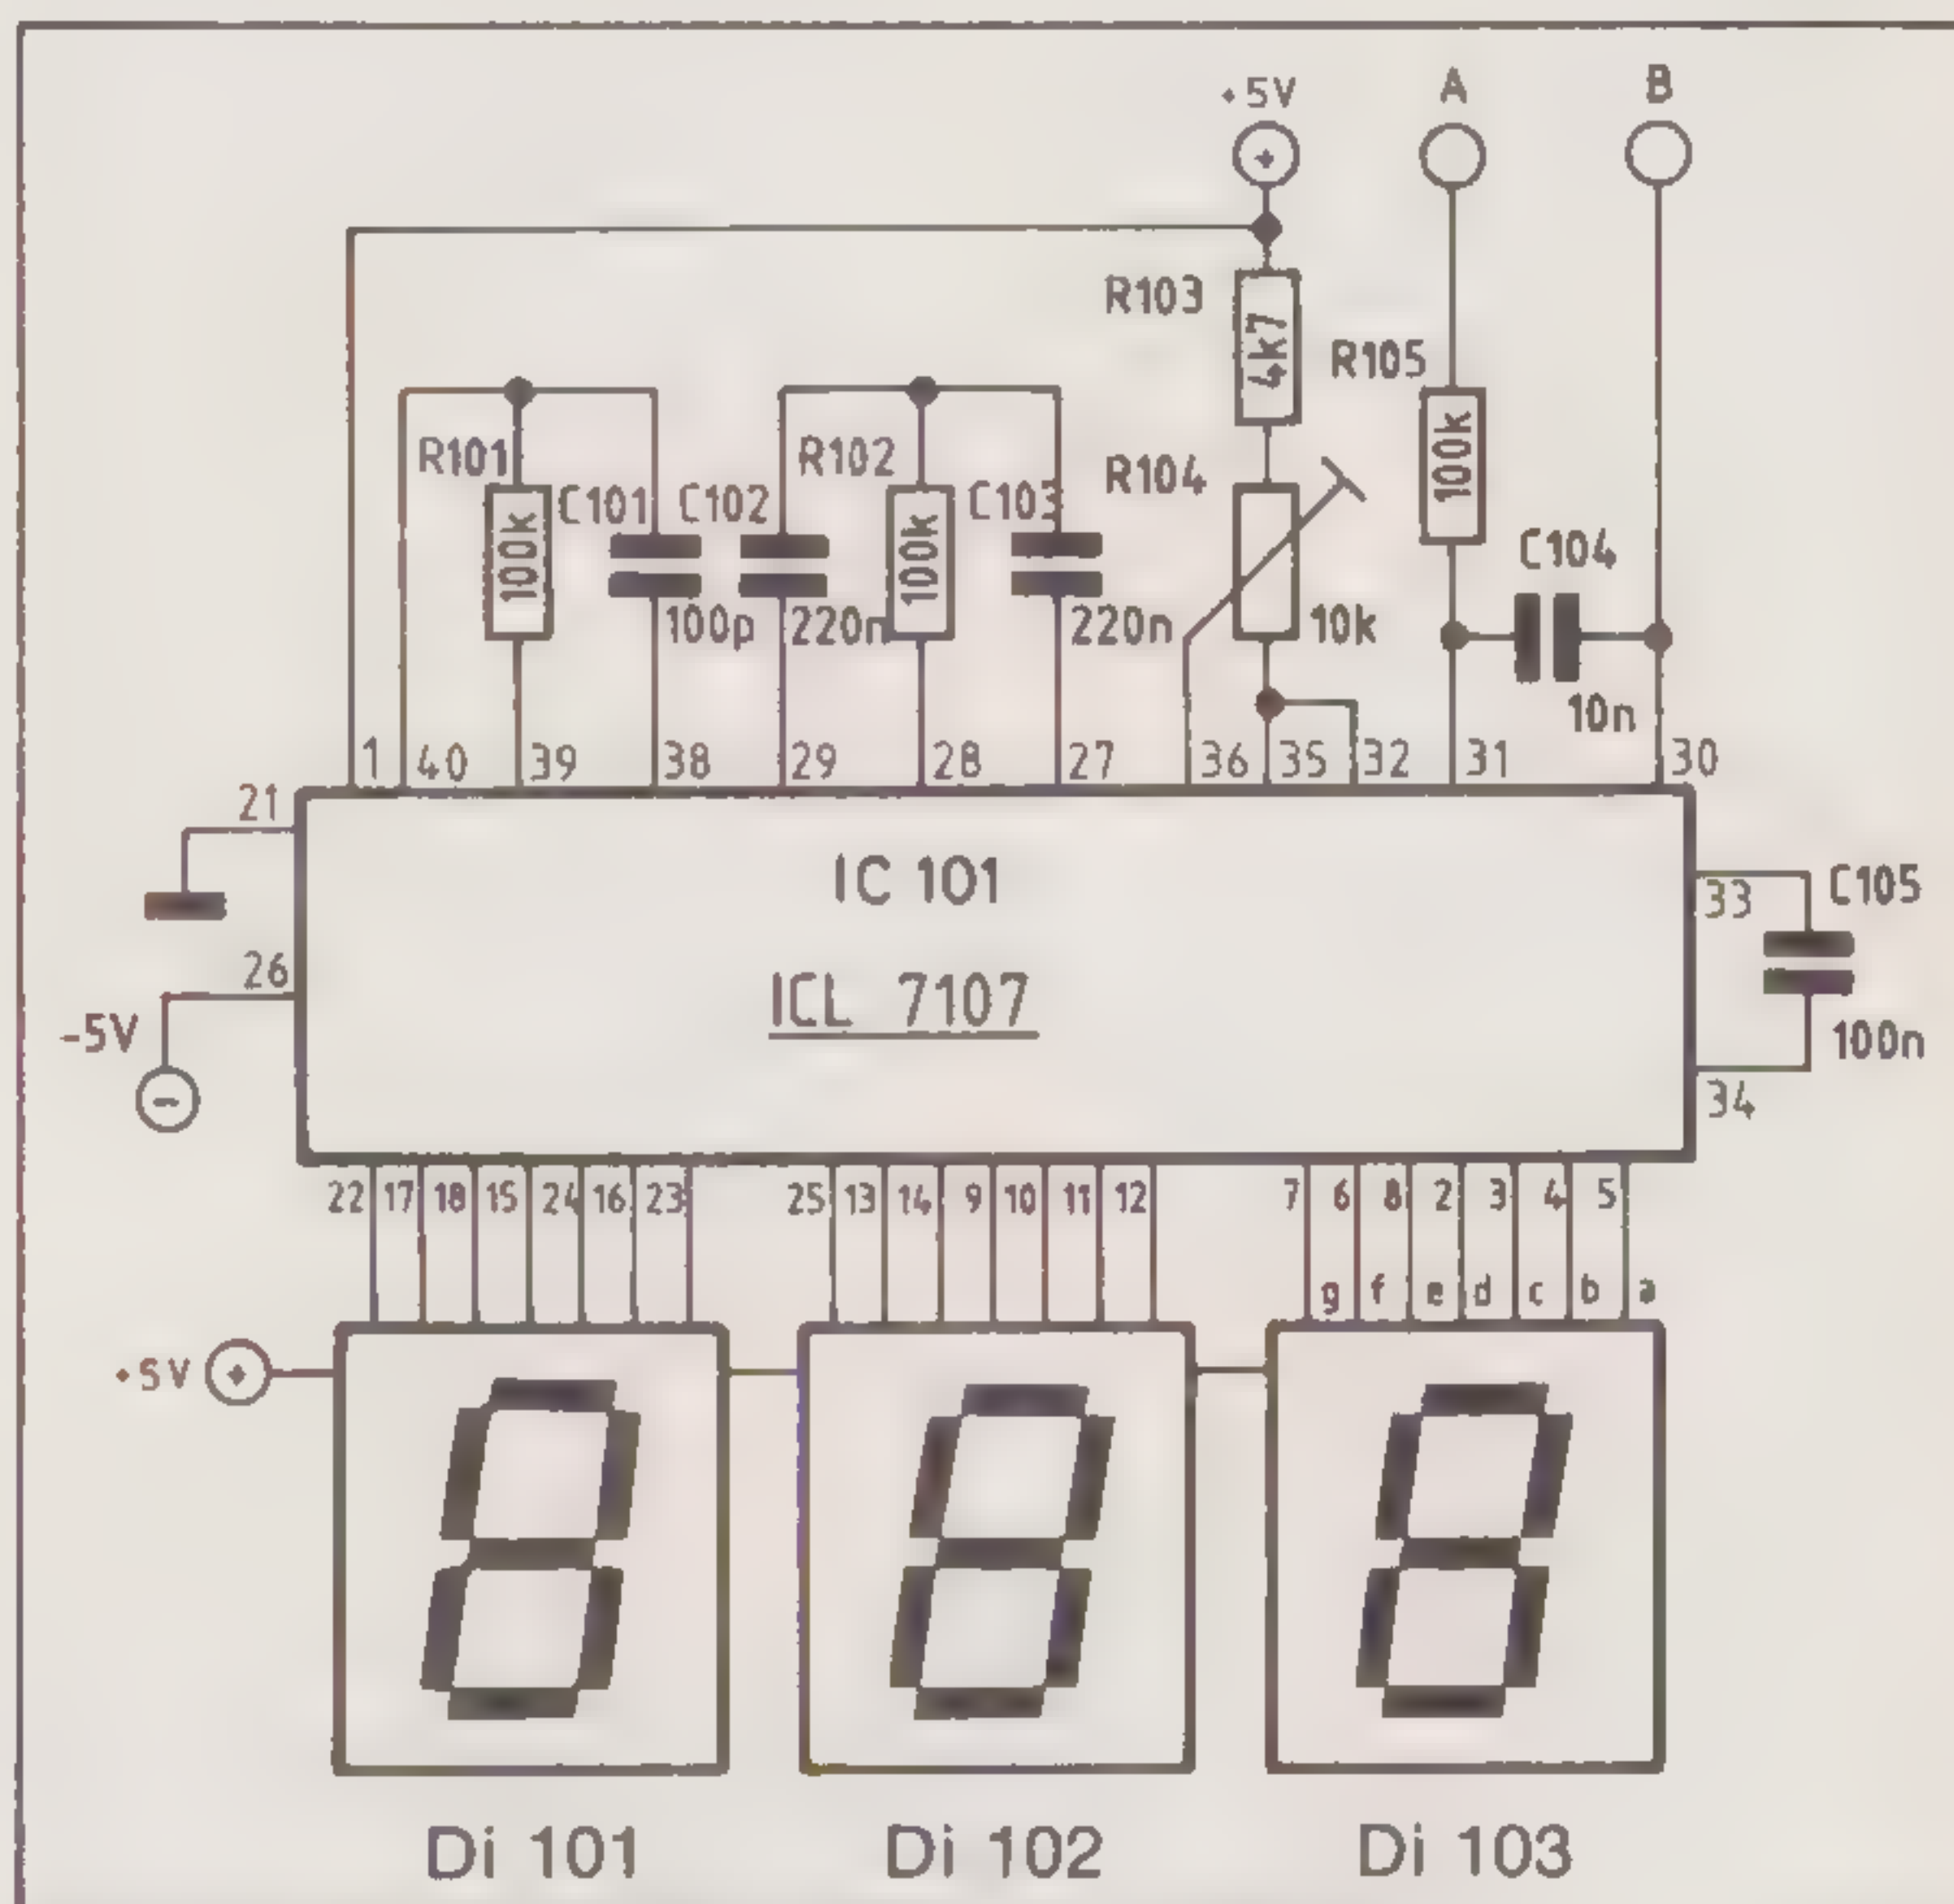 +5V A B
R103
4k7
R105
R101 R102 R104 100k
C101 C102 C103
100k 100k C104
100p 220n 220n 10k
10n
1 40 39 38 29 28 27 36 35 32 31 30
21
IC 101 C105
33
26
ICL 7107
-5V 100n
34
22 17 18 15 24 16 23 25 13 14 9 10 11 12 7 6 8 2 3 4 5
g f e d c b a
+5V
Di 101 Di 102 Di 103